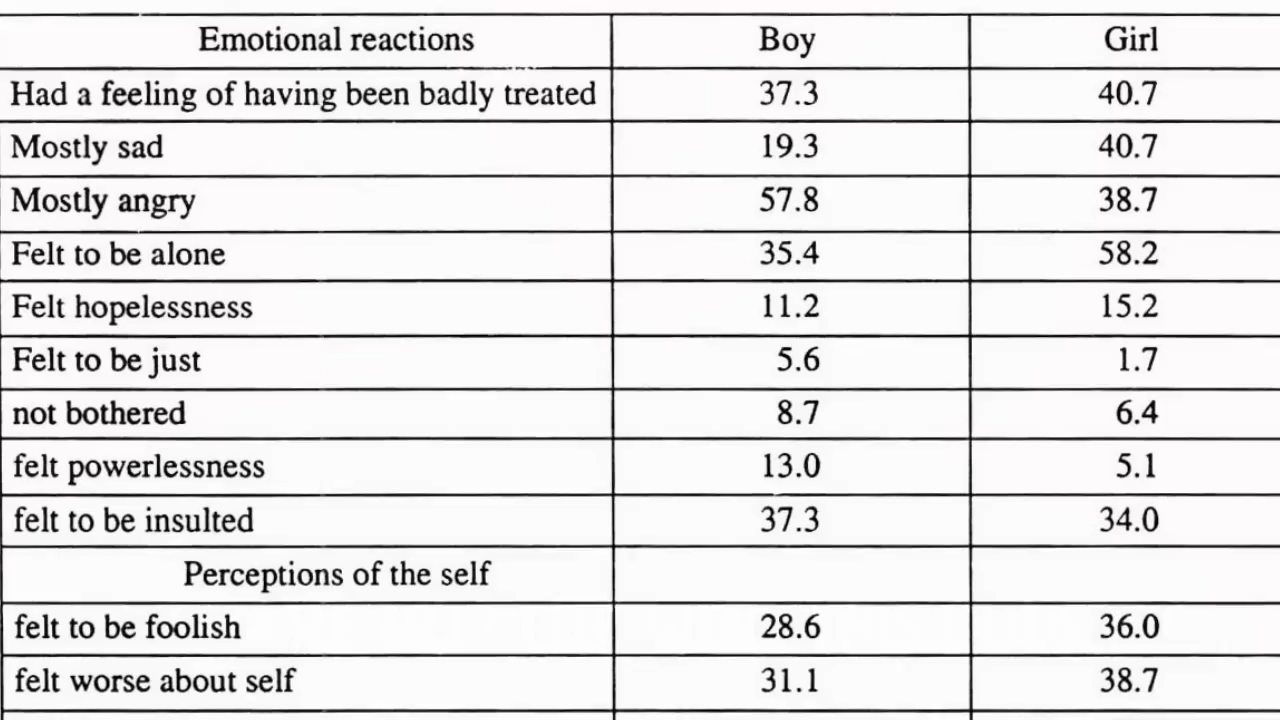 Emotional reactions Boy Girl
Had a feeling of having been badly treated 37.3 40.7
Mostly sad 19.3 40.7
Mostly angry 57.8 38.7
Felt to be alone 35.4 58.2
Felt hopelessness 11.2 15.2
Felt to be just 5.6 1.7
not bothered 8.7 6.4
felt powerlessness 13.0 5.1
felt to be insulted 37.3 34.0
Perceptions of the self
felt to be foolish 28.6 36.0
felt worse about self 31.1 38.7